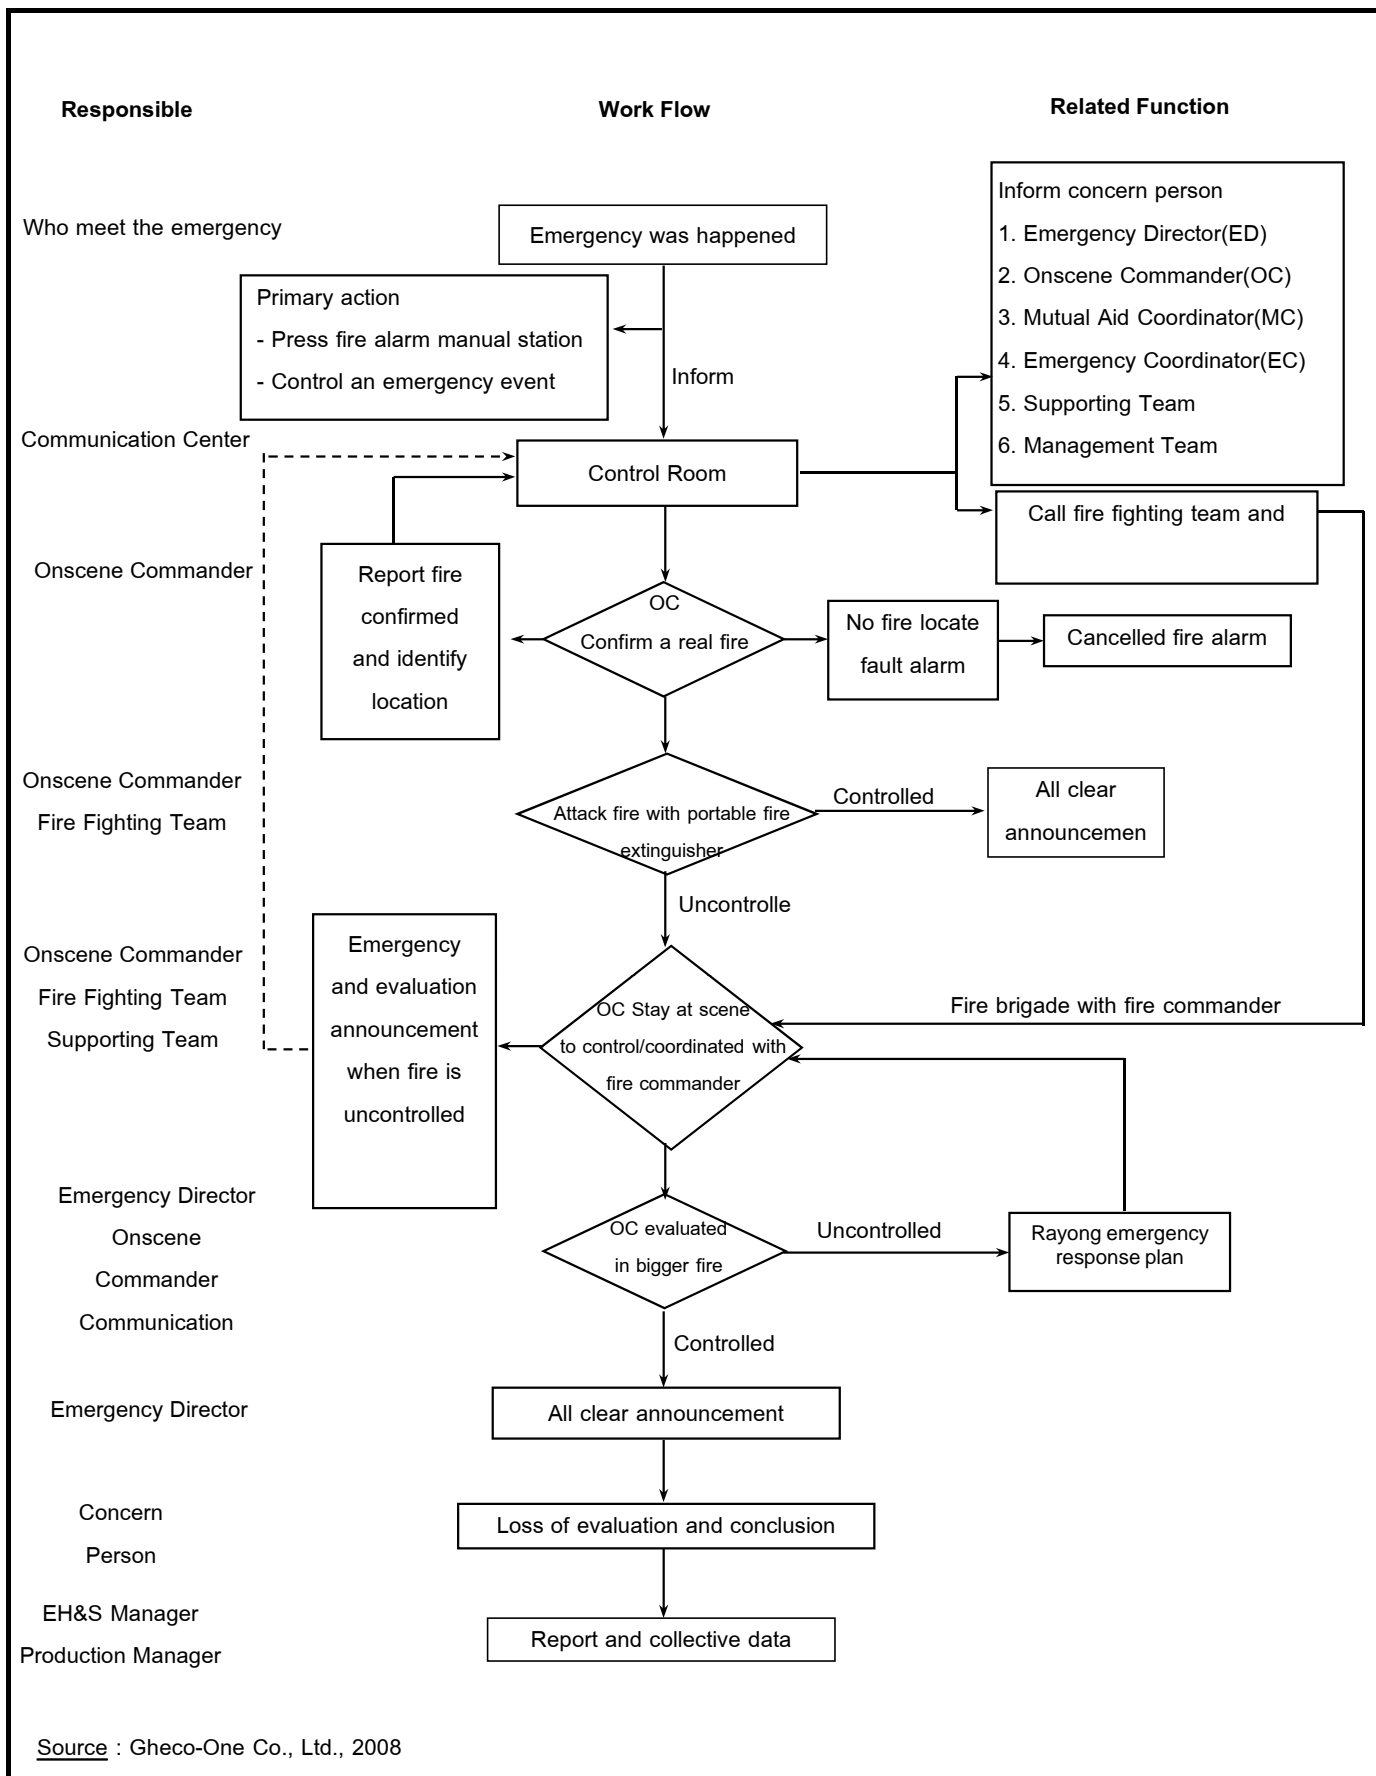 Responsible
Work Flow
Related Function
Who meet the emergency
Emergency was happened
Inform concern person
1. Emergency Director(ED)
2. Onscene Commander(OC)
3. Mutual Aid Coordinator(MC)
4. Emergency Coordinator(EC)
5. Supporting Team
6. Management Team
Primary action
- Press fire alarm manual station
- Control an emergency event
Inform
Communication Center
Control Room
Call fire fighting team and
Onscene Commander
Report fire
confirmed
and identify
location
OC
Confirm a real fire
No fire locate
fault alarm
Cancelled fire alarm
Onscene Commander
Fire Fighting Team
Attack fire with portable fire
extinguisher
Controlled
All clear
announcemen
Uncontrolle
Onscene Commander
Fire Fighting Team
Supporting Team
Emergency
and evaluation
announcement
when fire is
uncontrolled
OC Stay at scene
to control/coordinated with
fire commander
Fire brigade with fire commander
Emergency Director
Onscene
Commander
Communication
OC evaluated
in bigger fire
Uncontrolled
Rayong emergency
response plan
Controlled
Emergency Director
All clear announcement
Concern
Person
Loss of evaluation and conclusion
EH&S Manager
Production Manager
Report and collective data
Source : Gheco-One Co., Ltd., 2008